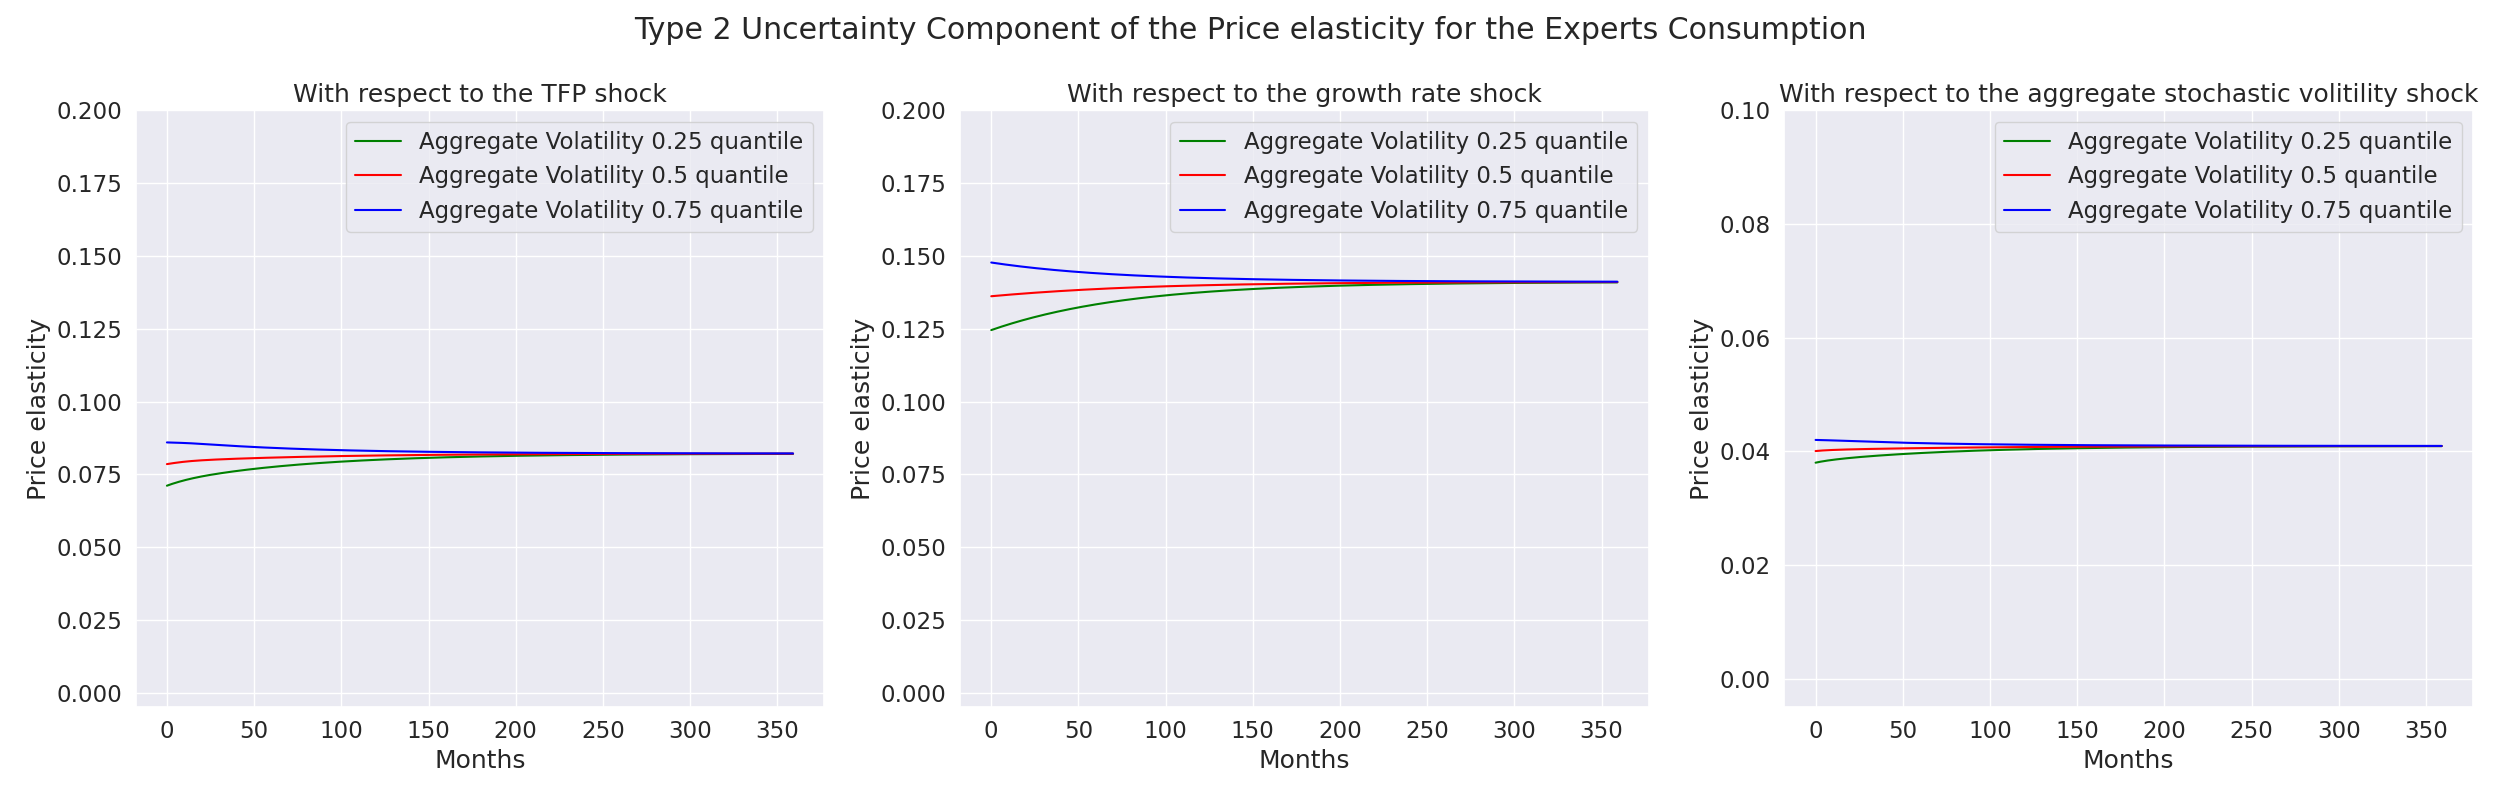 Type 2 Uncertainty Component of the Price elasticity for the Experts Consumption
With respect to the TFP shock
0.200
0.175
0.150
0.125
0.100
0.075
0.050
0.025
0.000
Price elasticity
Aggregate Volatility 0.25 quantile
Aggregate Volatility 0.5 quantile
Aggregate Volatility 0.75 quantile
0 50 100 150 200 250 300 350
Months
With respect to the growth rate shock
0.200
0.175
0.150
0.125
0.100
0.075
0.050
0.025
0.000
Price elasticity
Aggregate Volatility 0.25 quantile
Aggregate Volatility 0.5 quantile
Aggregate Volatility 0.75 quantile
0 50 100 150 200 250 300 350
Months
With respect to the aggregate stochastic volitility shock
0.10
0.08
0.06
0.04
0.02
0.00
Price elasticity
Aggregate Volatility 0.25 quantile
Aggregate Volatility 0.5 quantile
Aggregate Volatility 0.75 quantile
0 50 100 150 200 250 300 350
Months